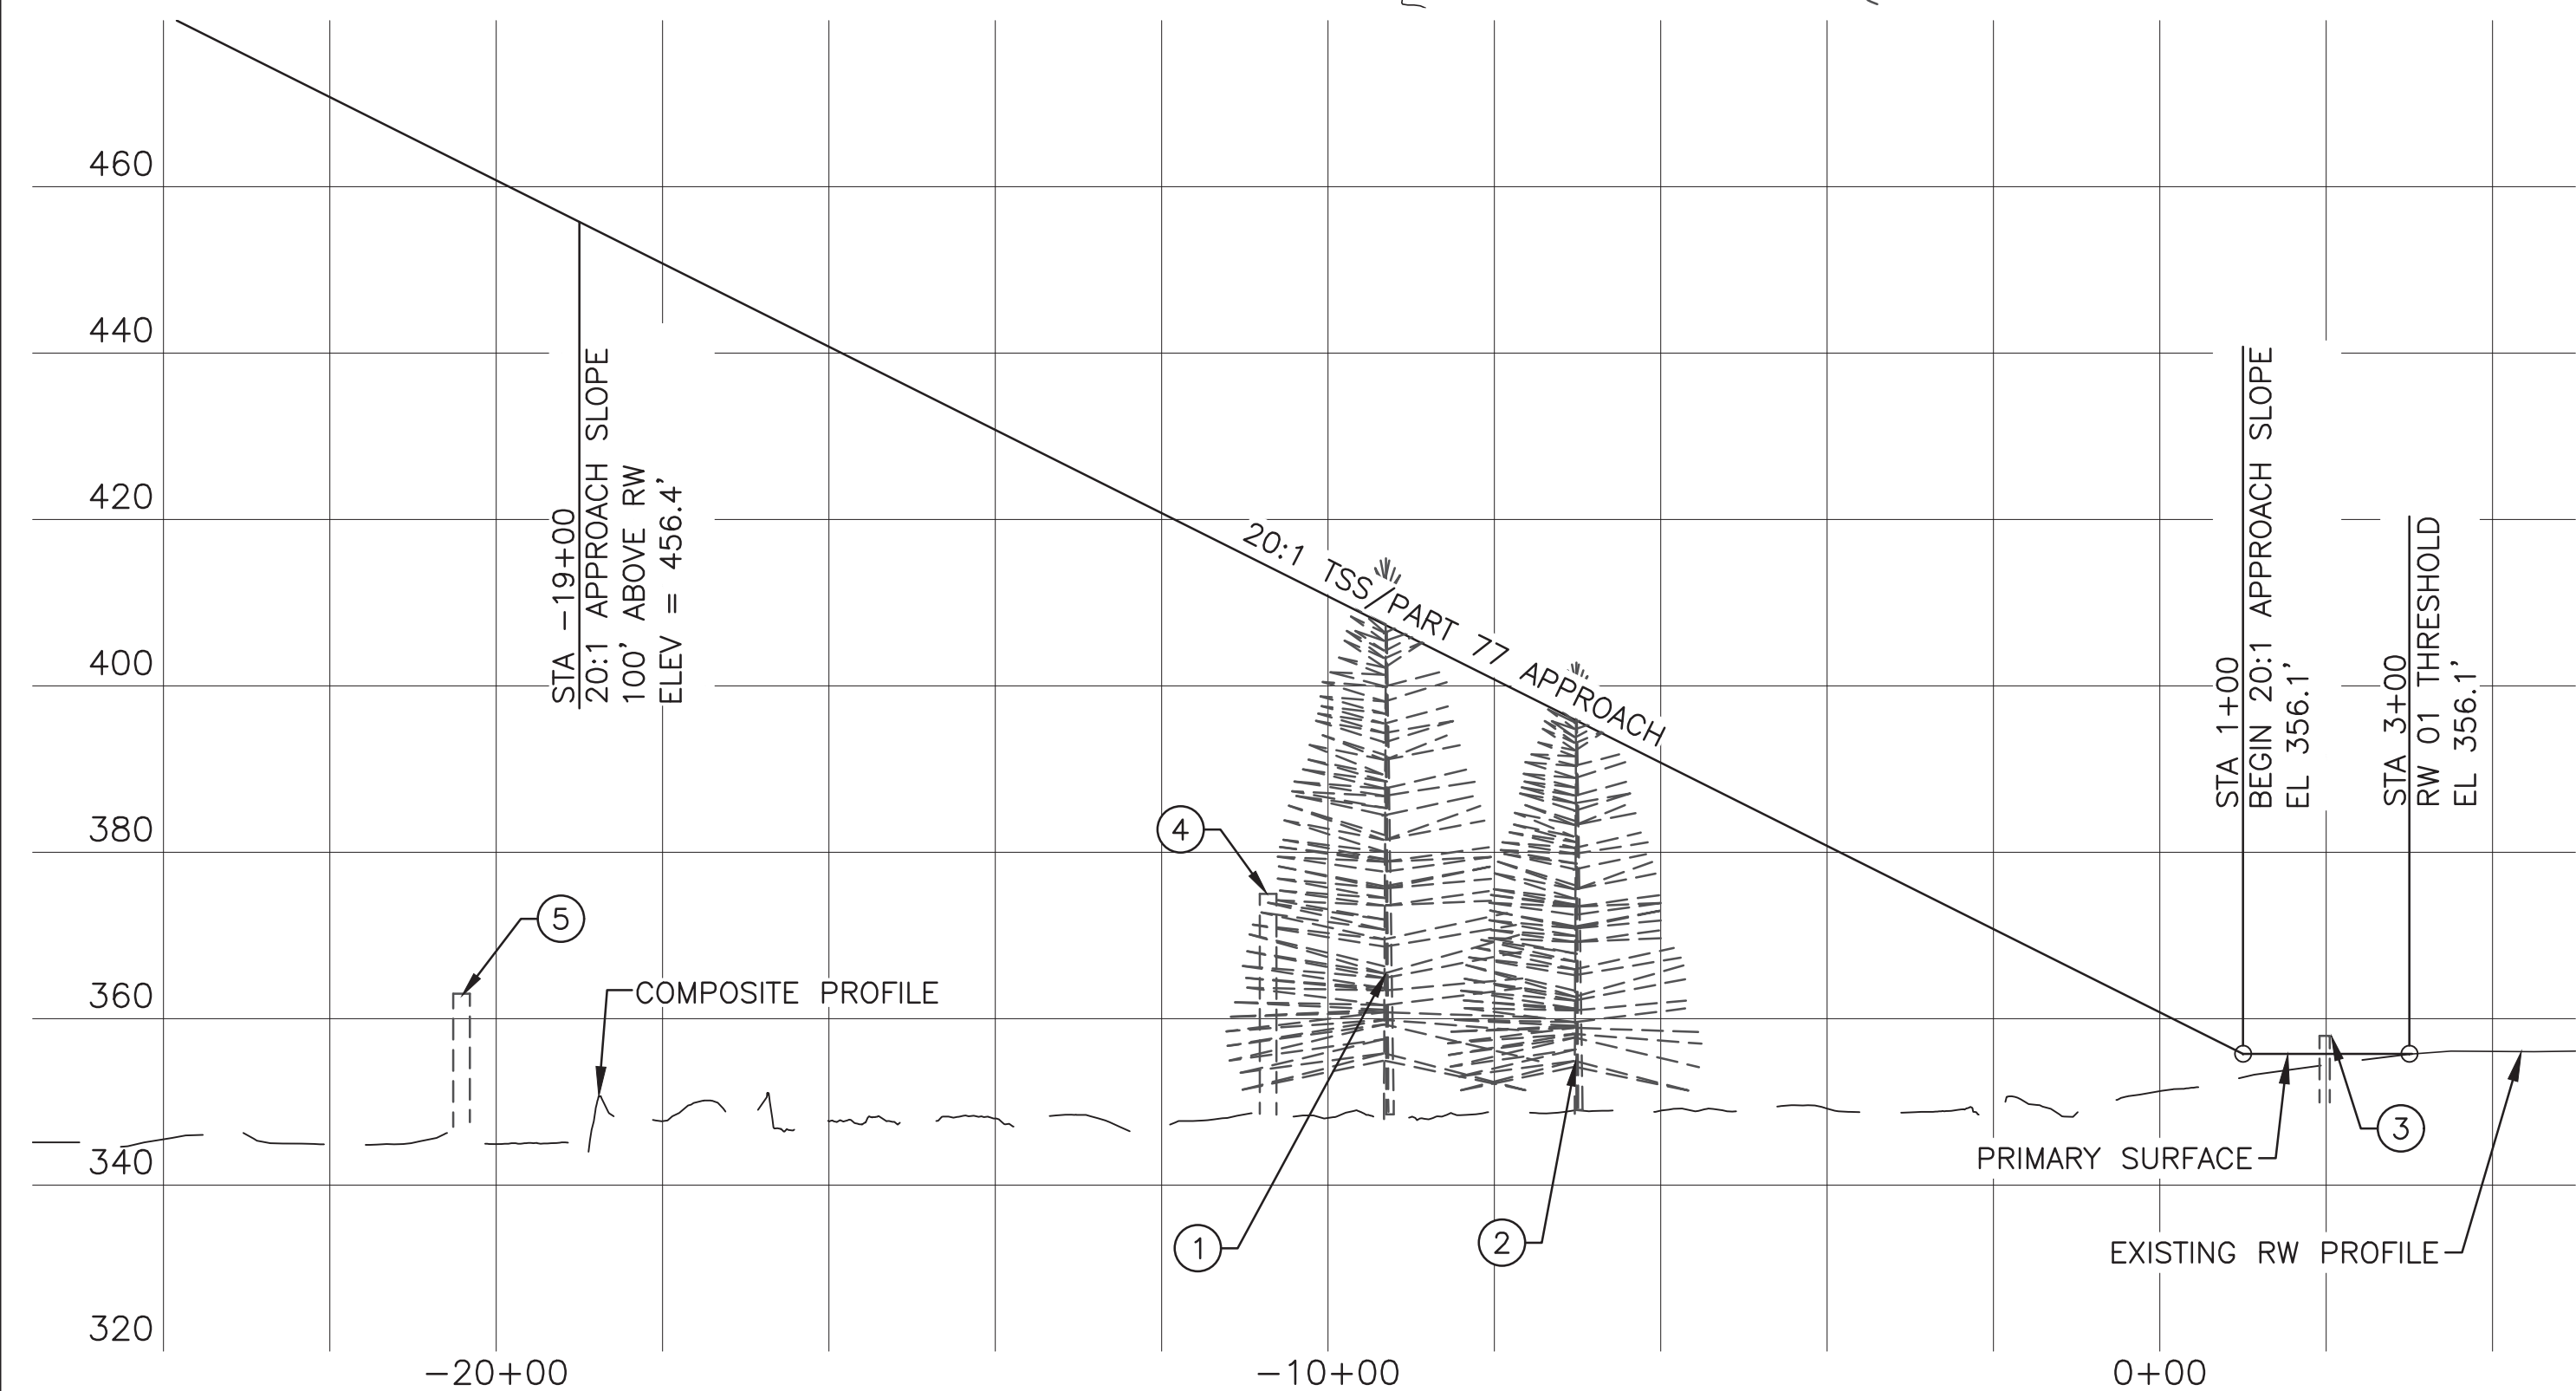 460
440
420
400
380
360
340
320
STA -19+00
20:1 APPROACH SLOPE
100' ABOVE RW
ELEV = 456.4'
20:1 TSS/PART 77 APPROACH
STA 1+00
BEGIN 20:1 APPROACH SLOPE
EL 356.1'
STA 3+00
RW 01 THRESHOLD
EL 356.1'
4
5
COMPOSITE PROFILE
3
PRIMARY SURFACE
1
2
EXISTING RW PROFILE
-20+00
-10+00
0+00